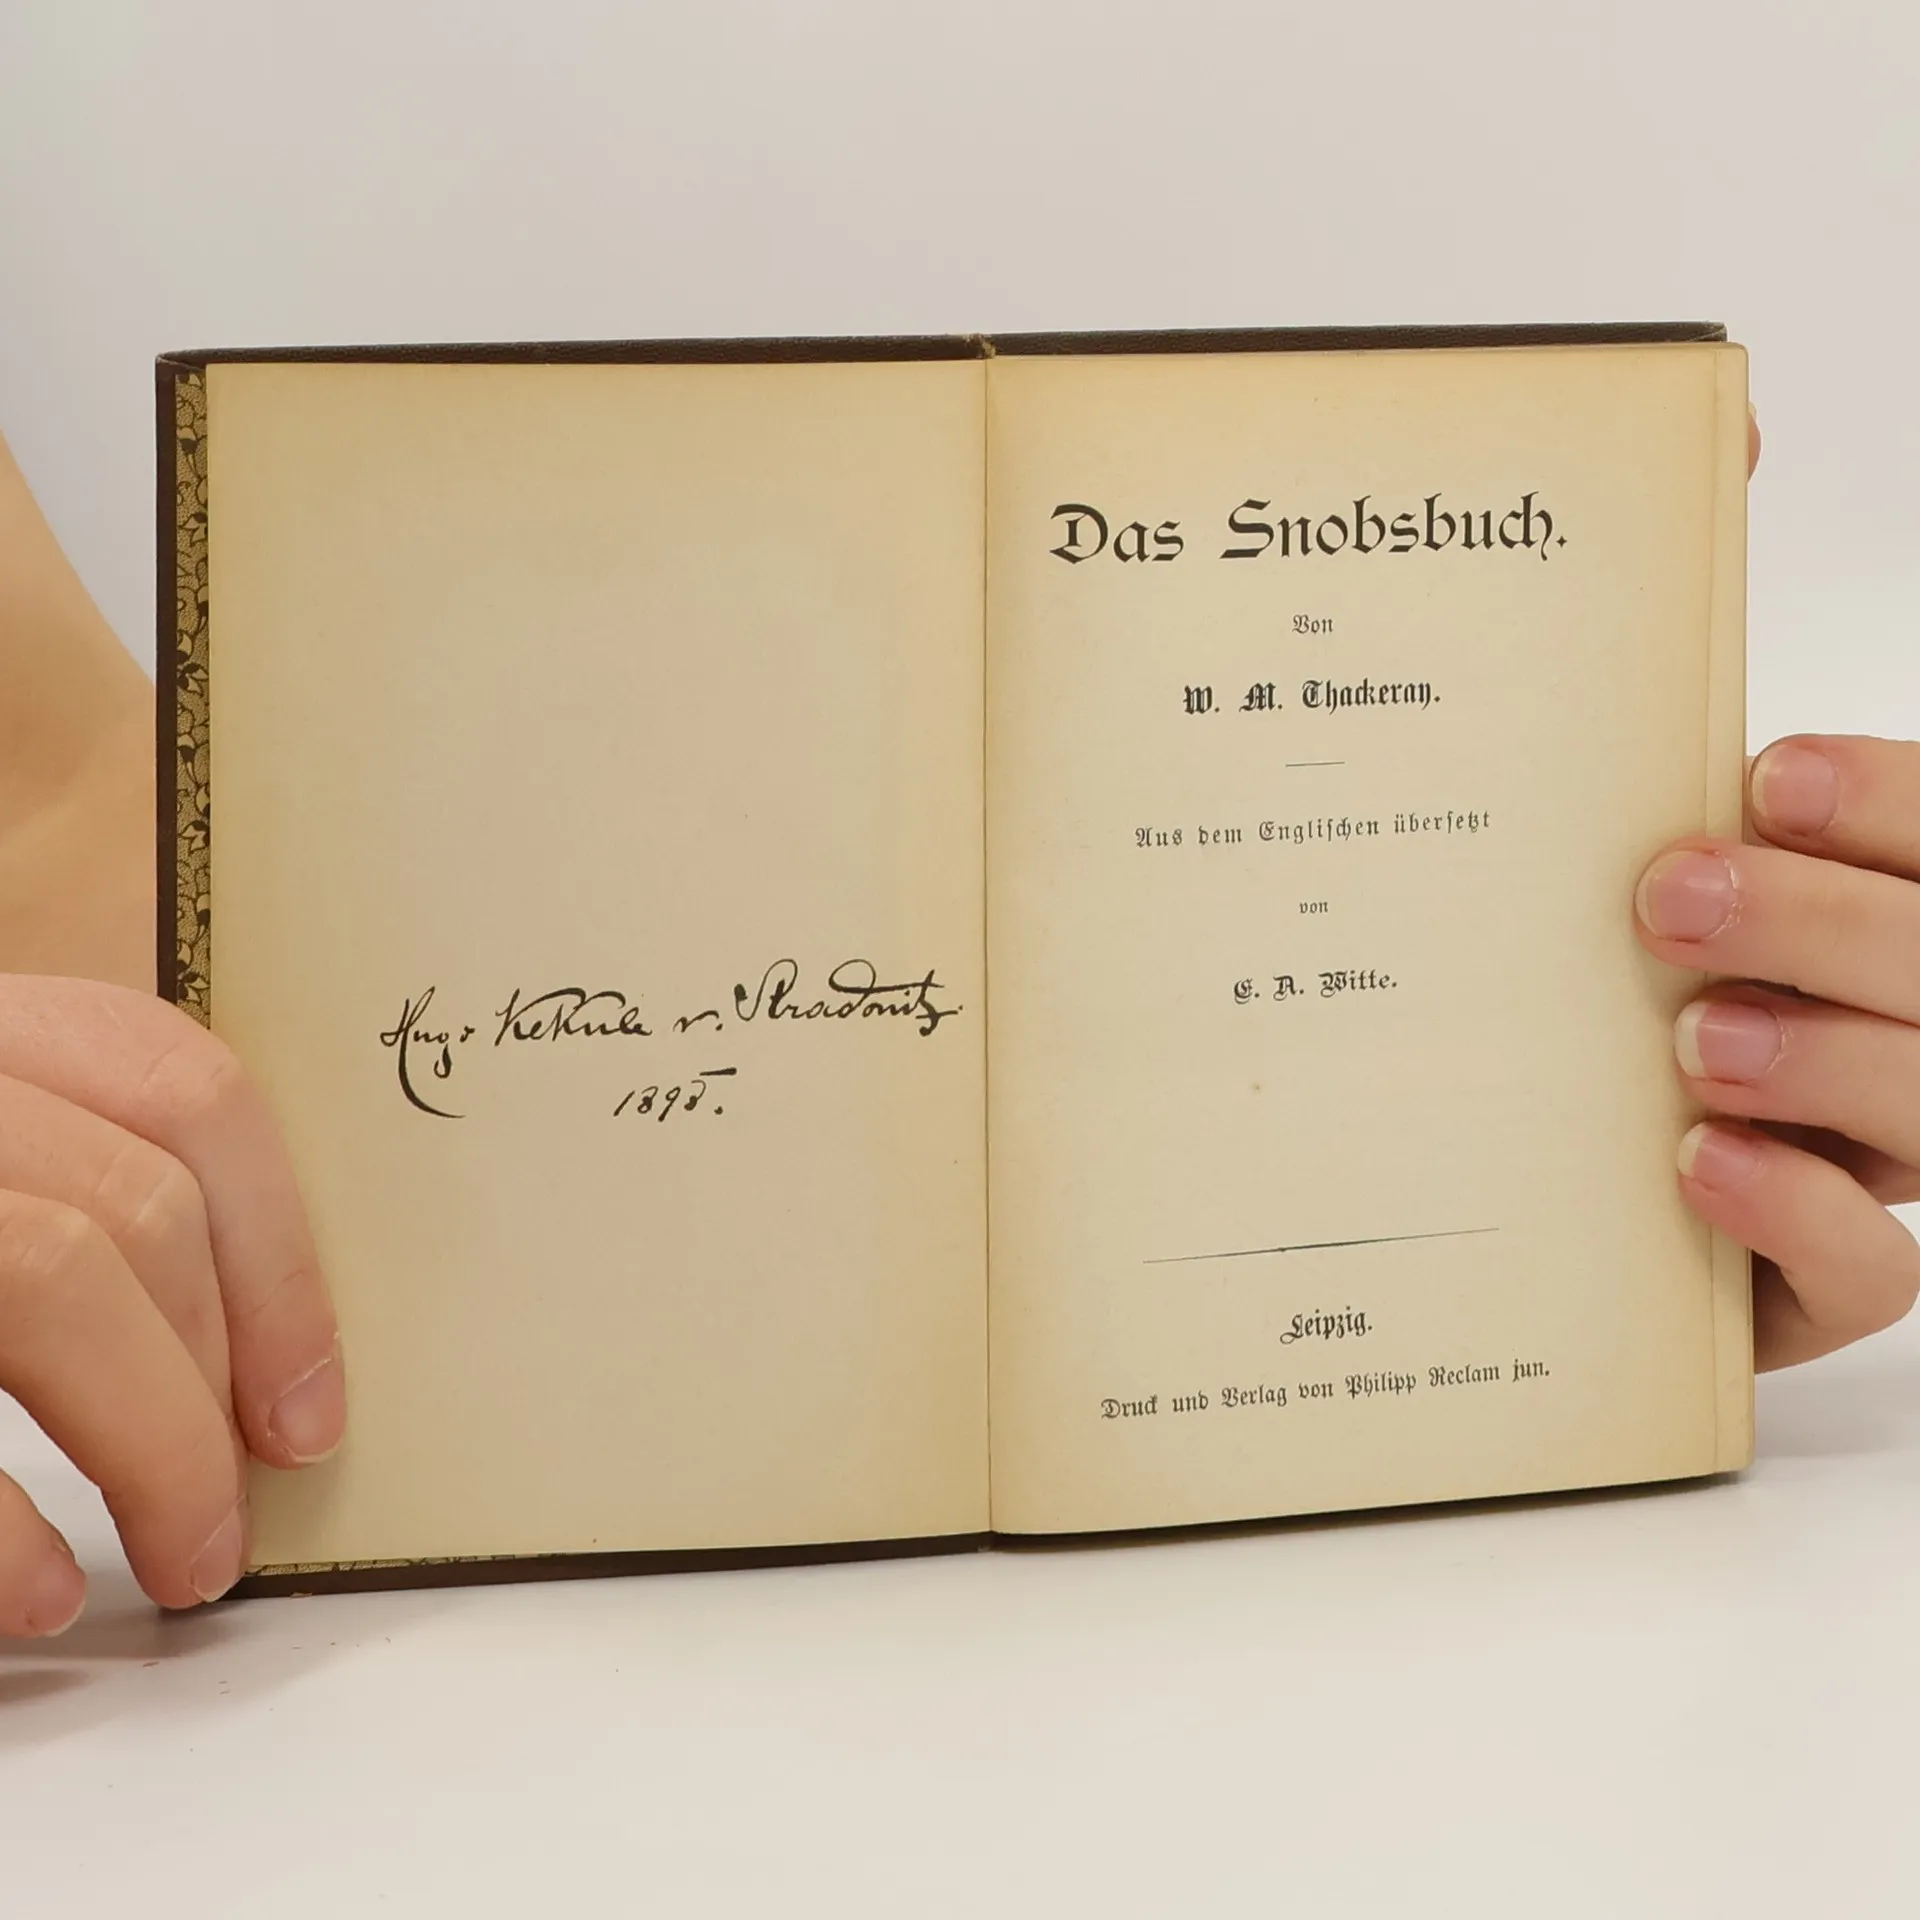 Hugo Kekule v. Stradonitz.
1895.
Das Snobsbuch.
Von
W. M. Thackeray.
Aus dem Engliſchen überſetzt
von
E. A. Witte.
Leipzig.
Druck und Verlag von Philipp Reclam jun.